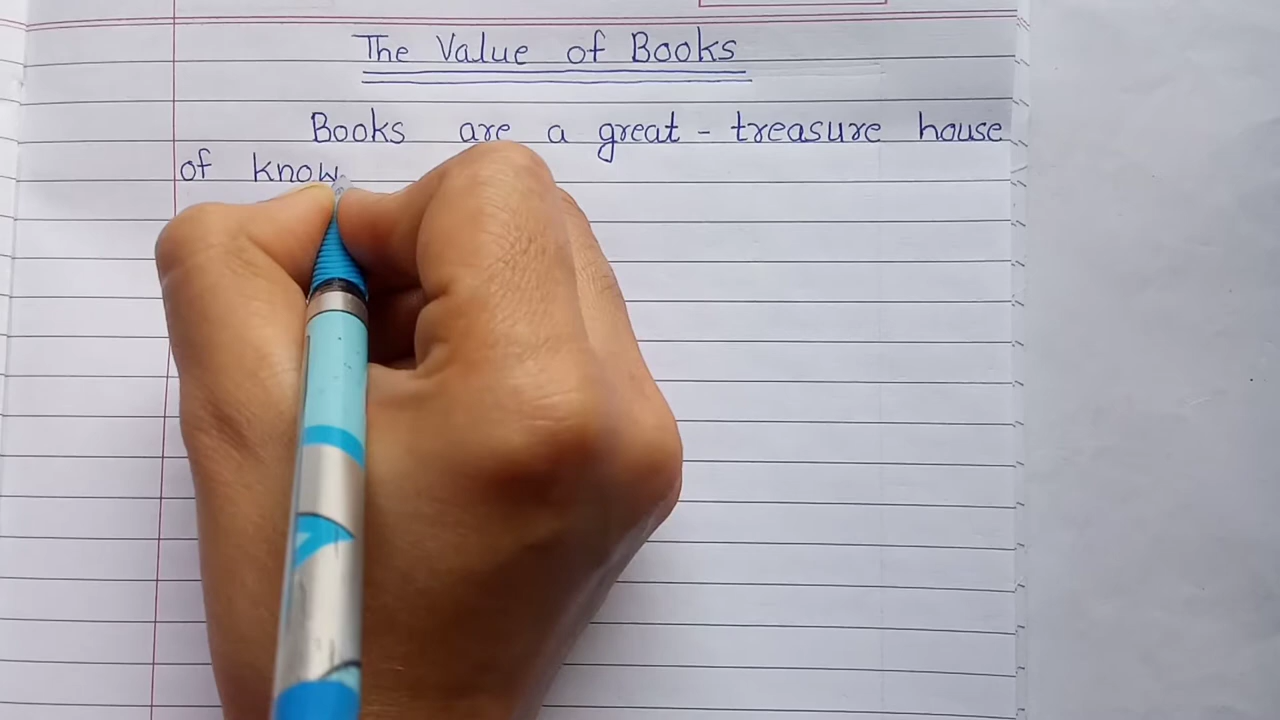 The Value of Books
Books are a great - treasure house
of know